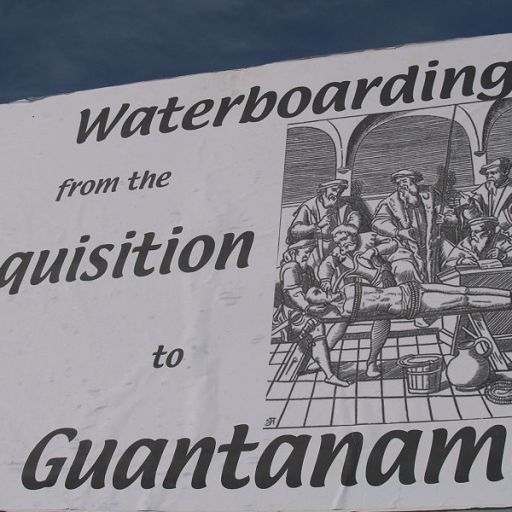 Waterboarding
from the
quisition
to
Guantanam